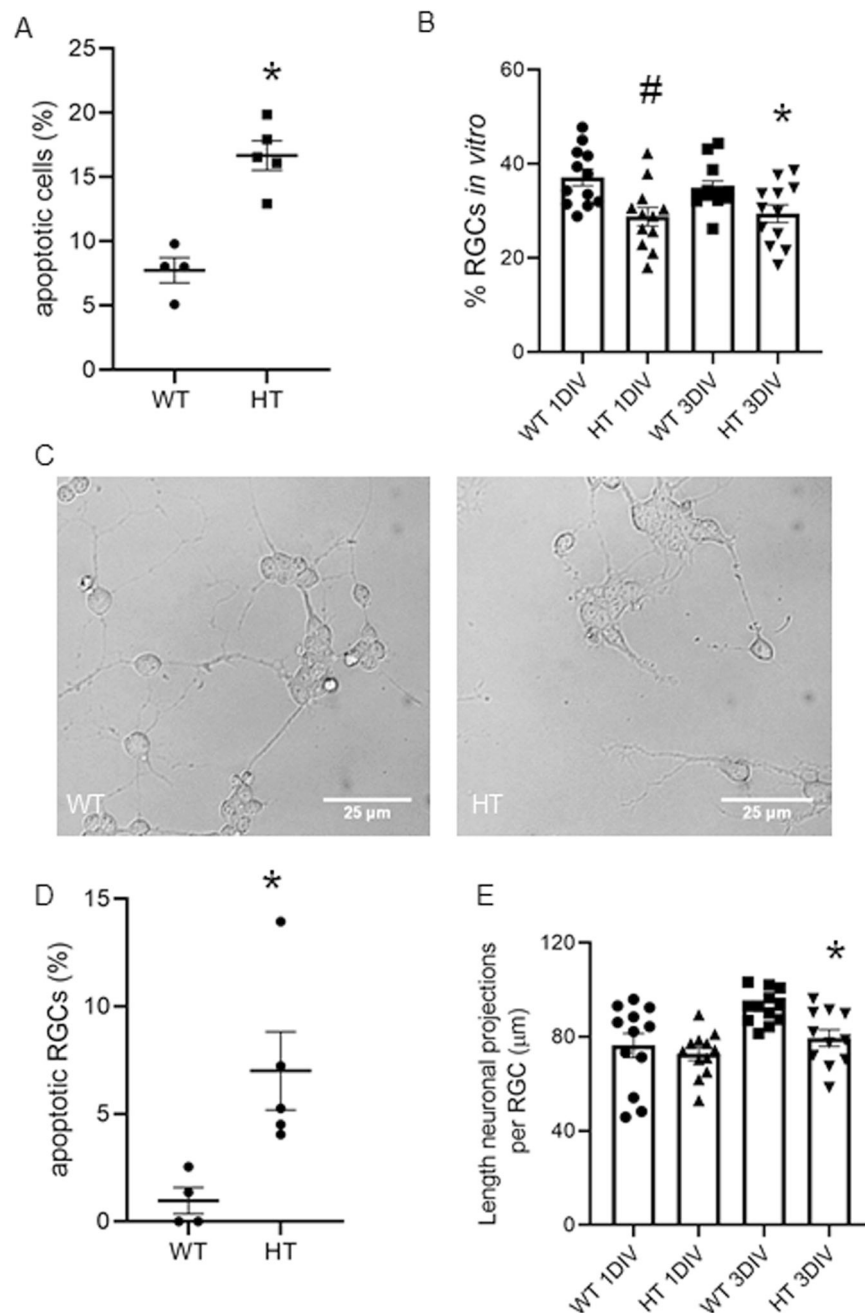 A
apoptotic cells (%)
25
20
15
10
5
0
*
WT
HT
B
% RGCs in vitro
60
40
20
0
#
*
WT 1DIV
HT 1DIV
WT 3DIV
HT 3DIV
C
WT
25 µm
HT
25 µm
D
apoptotic RGCs (%)
15
10
5
0
*
WT
HT
E
Length neuronal projections
per RGC (µm)
120
80
40
0
*
WT 1DIV
HT 1DIV
WT 3DIV
HT 3DIV